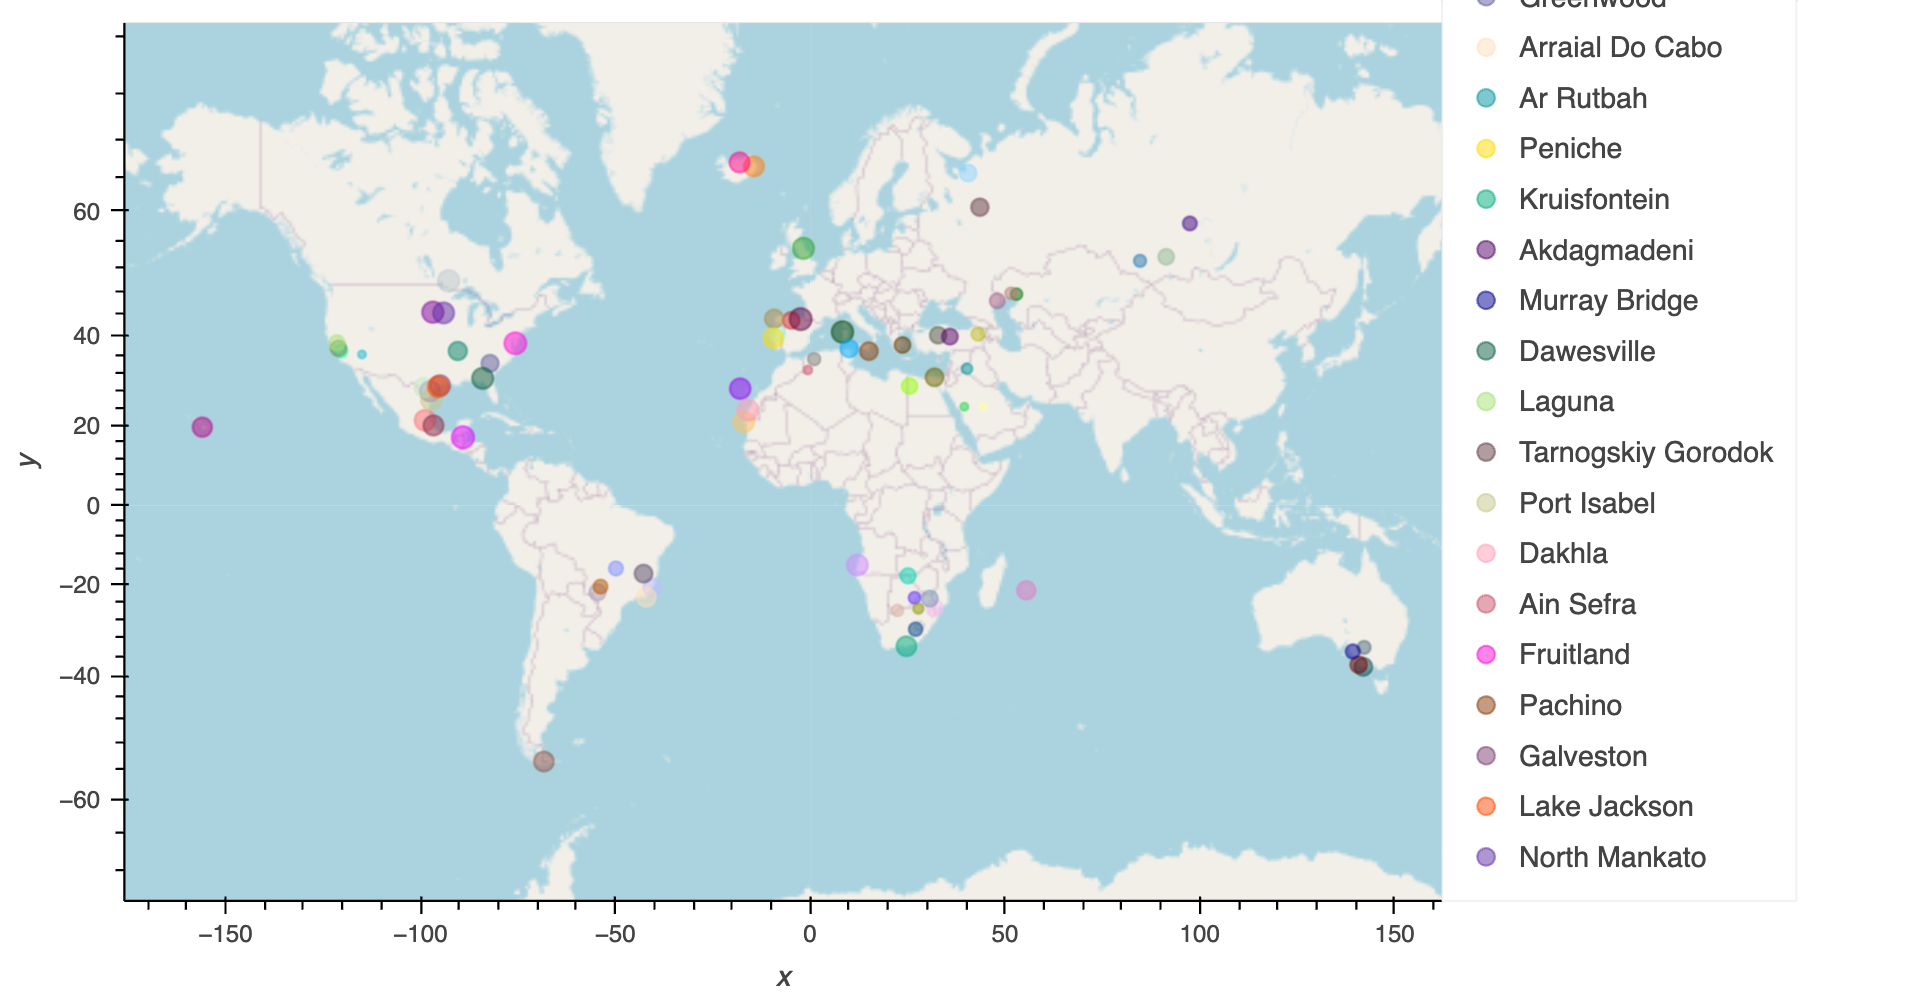 Greenwood
Arraial Do Cabo
Ar Rutbah
Peniche
Kruisfontein
Akdagmadeni
Murray Bridge
Dawesville
Laguna
Tarnogskiy Gorodok
Port Isabel
Dakhla
Ain Sefra
Fruitland
Pachino
Galveston
Lake Jackson
North Mankato
60
40
20
0
−20
−40
−60
y
−150
−100
−50
0
50
100
150
x